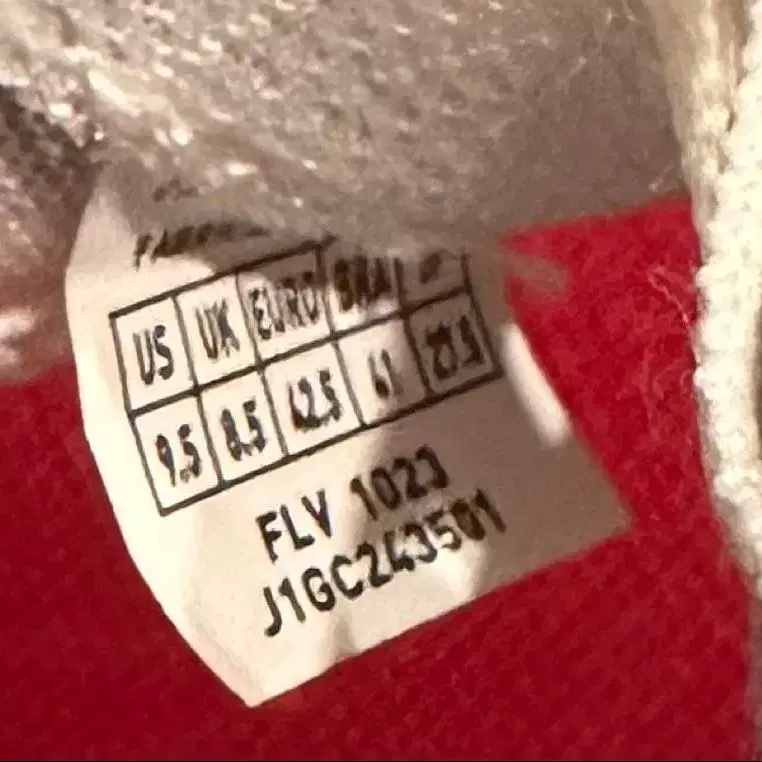 US UK EURO BRA
9.5 8.5 42.5 41 27.5
FLV 1023
J1GC243501